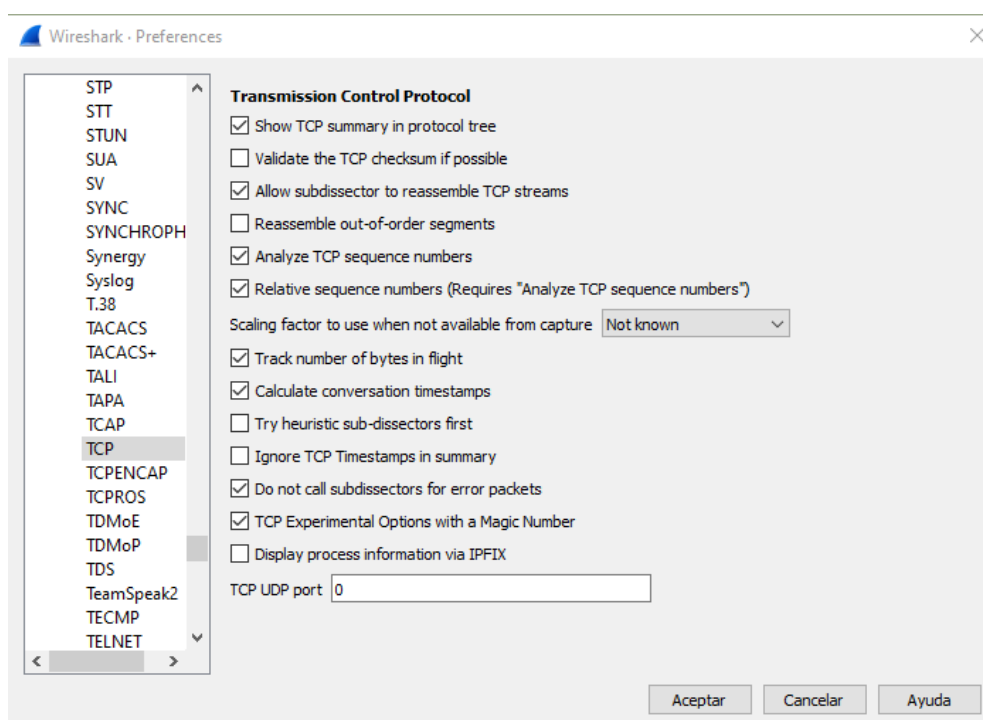 Wireshark · Preferences
STP
STT
STUN
SUA
SV
SYNC
SYNCHROPH
Synergy
Syslog
T.38
TACACS
TACACS+
TALI
TAPA
TCAP
TCP
TCPENCAP
TCPROS
TDMoE
TDMoP
TDS
TeamSpeak2
TECMP
TELNET
Transmission Control Protocol
Show TCP summary in protocol tree
Validate the TCP checksum if possible
Allow subdissector to reassemble TCP streams
Reassemble out-of-order segments
Analyze TCP sequence numbers
Relative sequence numbers (Requires "Analyze TCP sequence numbers")
Scaling factor to use when not available from capture Not known
Track number of bytes in flight
Calculate conversation timestamps
Try heuristic sub-dissectors first
Ignore TCP Timestamps in summary
Do not call subdissectors for error packets
TCP Experimental Options with a Magic Number
Display process information via IPFIX
TCP UDP port 0
Aceptar Cancelar Ayuda